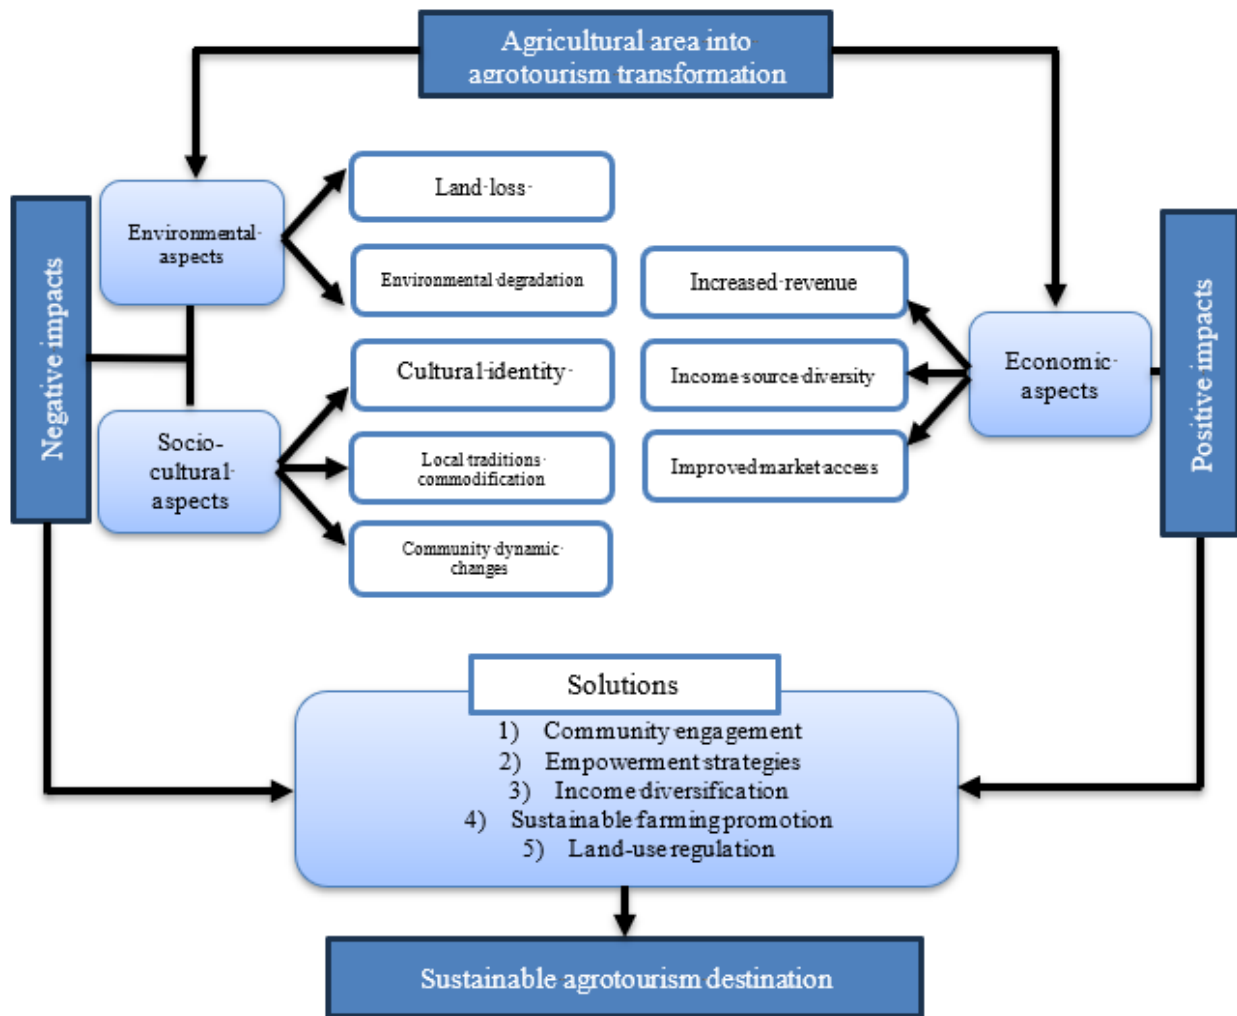 Agricultural area into
agrotourism transformation
Land loss
Environmental
aspects
Environmental degradation
Increased revenue
Negative impacts
Positive impacts
Cultural identity
Income source diversity
Economic
aspects
Socio-
cultural
aspects
Local traditions
commodification
Improved market access
Community dynamic
changes
Solutions
1) Community engagement
2) Empowerment strategies
3) Income diversification
4) Sustainable farming promotion
5) Land-use regulation
Sustainable agrotourism destination